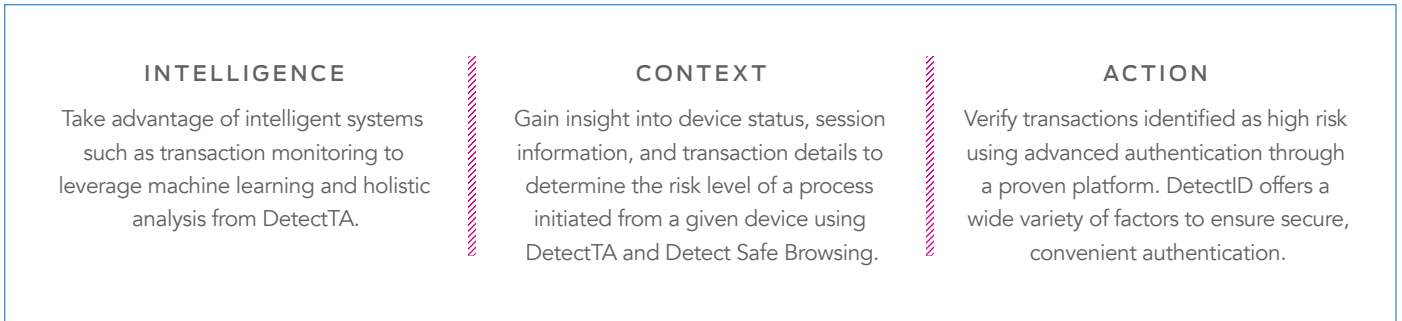 INTELLIGENCE
Take advantage of intelligent systems
such as transaction monitoring to
leverage machine learning and holistic
analysis from DetectTA.
CONTEXT
Gain insight into device status, session
information, and transaction details to
determine the risk level of a process
initiated from a given device using
DetectTA and Detect Safe Browsing.
ACTION
Verify transactions identified as high risk
using advanced authentication through
a proven platform. DetectID offers a
wide variety of factors to ensure secure,
convenient authentication.